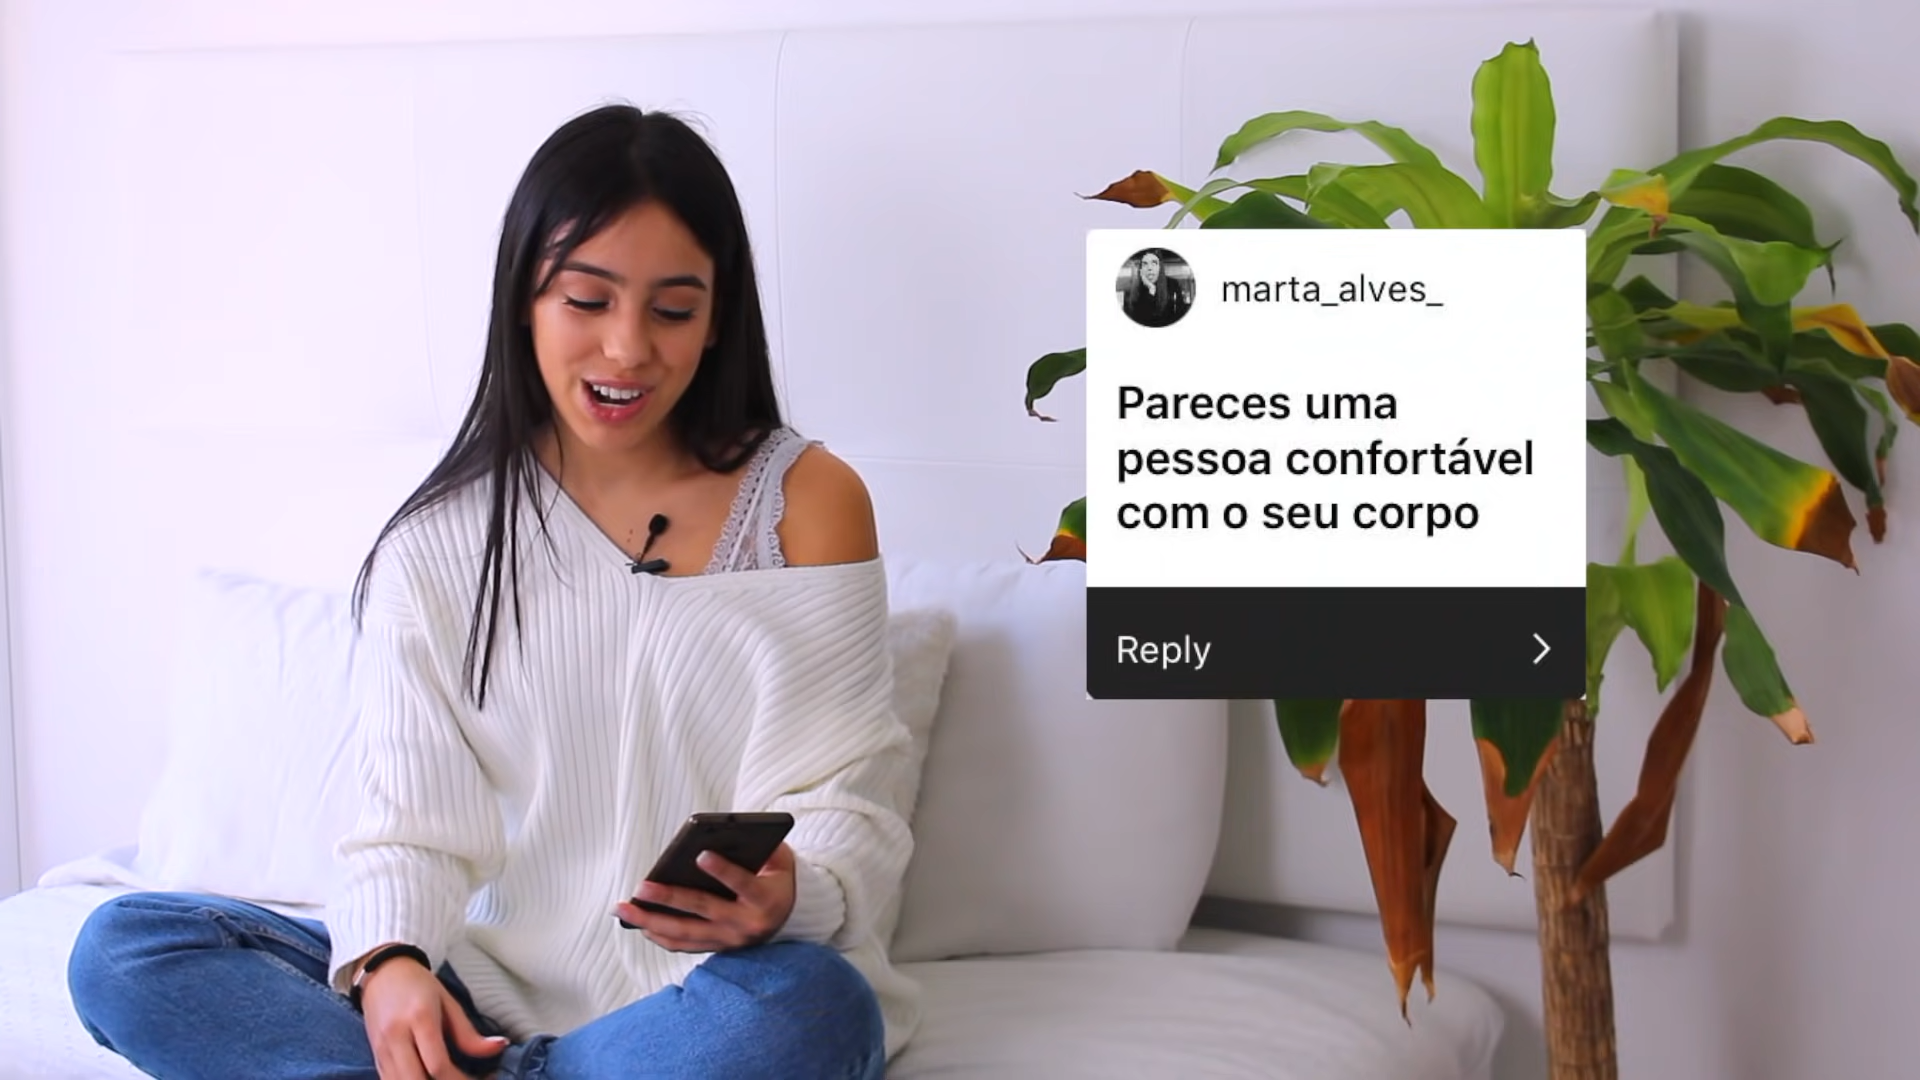 marta_alves_
Pareces uma
pessoa confortável
com o seu corpo
Reply